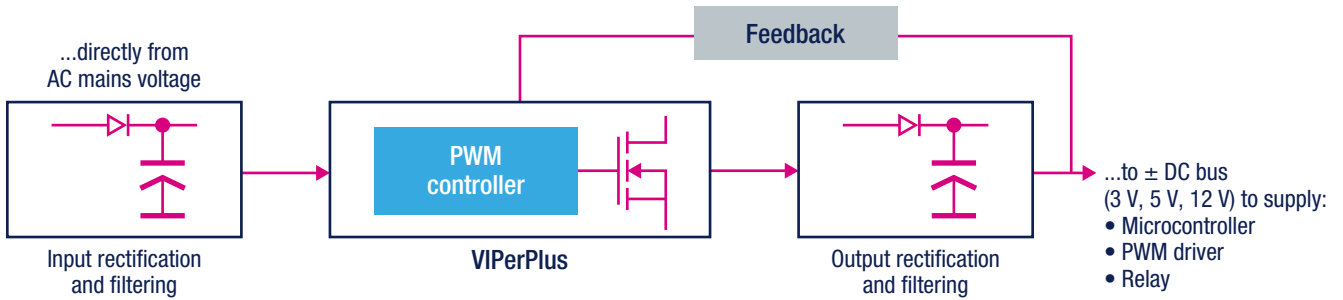 Feedback
...directly from
AC mains voltage
PWM
controller
...to ± DC bus
(3 V, 5 V, 12 V) to supply:
• Microcontroller
• PWM driver
• Relay
Input rectification
and filtering
VIPerPlus
Output rectification
and filtering